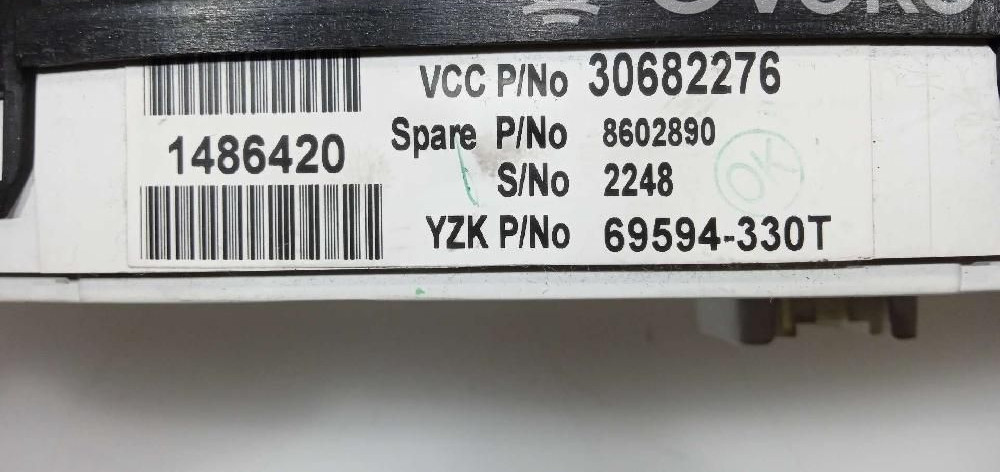 VCC P/No 30682276
1486420
Spare P/No 8602890
S/No 2248
YZK P/No 69594-330T
OK